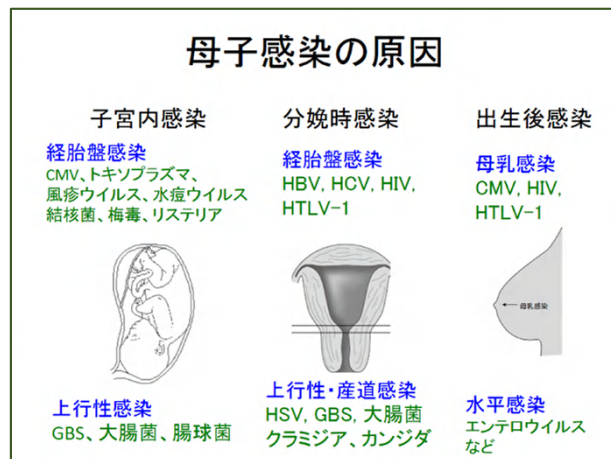 母子感染の原因
子宮内感染
経胎盤感染
CMV、トキソプラズマ、
風疹ウイルス、水痘ウイルス
結核菌、梅毒、リステリア
上行性感染
GBS、大腸菌、腸球菌
分娩時感染
経胎盤感染
HBV, HCV, HIV,
HTLV-1
上行性・産道感染
HSV, GBS, 大腸菌
クラミジア、カンジダ
出生後感染
母乳感染
CMV, HIV,
HTLV-1
母乳感染
水平感染
エンテロウイルス
など